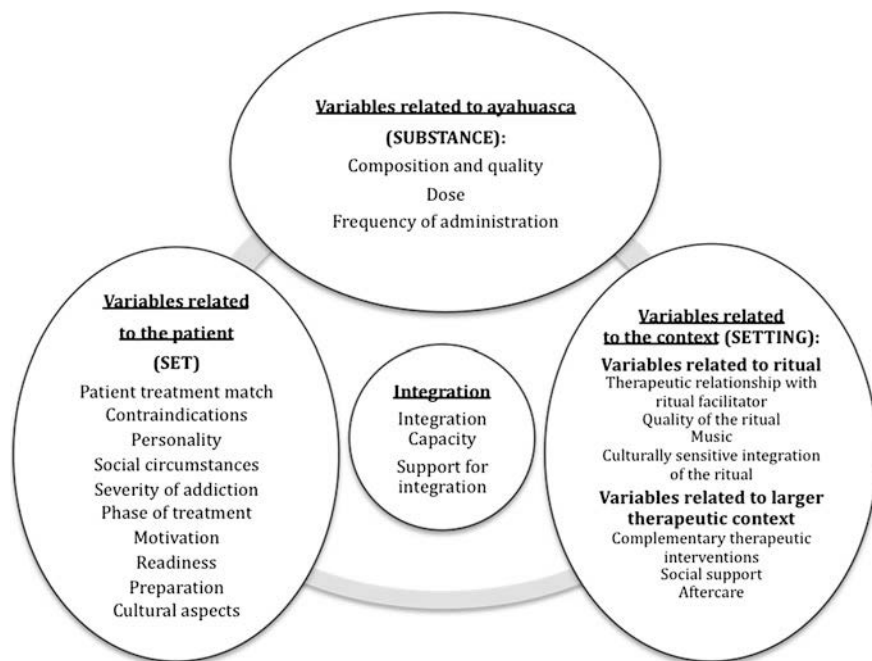 Variables related to ayahuasca
(SUBSTANCE):
Composition and quality
Dose
Frequency of administration
Variables related
to the patient
(SET)
Patient treatment match
Contraindications
Personality
Social circumstances
Severity of addiction
Phase of treatment
Motivation
Readiness
Preparation
Cultural aspects
Integration
Integration
Capacity
Support for
integration
Variables related
to the context (SETTING):
Variables related to ritual
Therapeutic relationship with
ritual facilitator
Quality of the ritual
Music
Culturally sensitive integration
of the ritual
Variables related to larger
therapeutic context
Complementary therapeutic
interventions
Social support
Aftercare